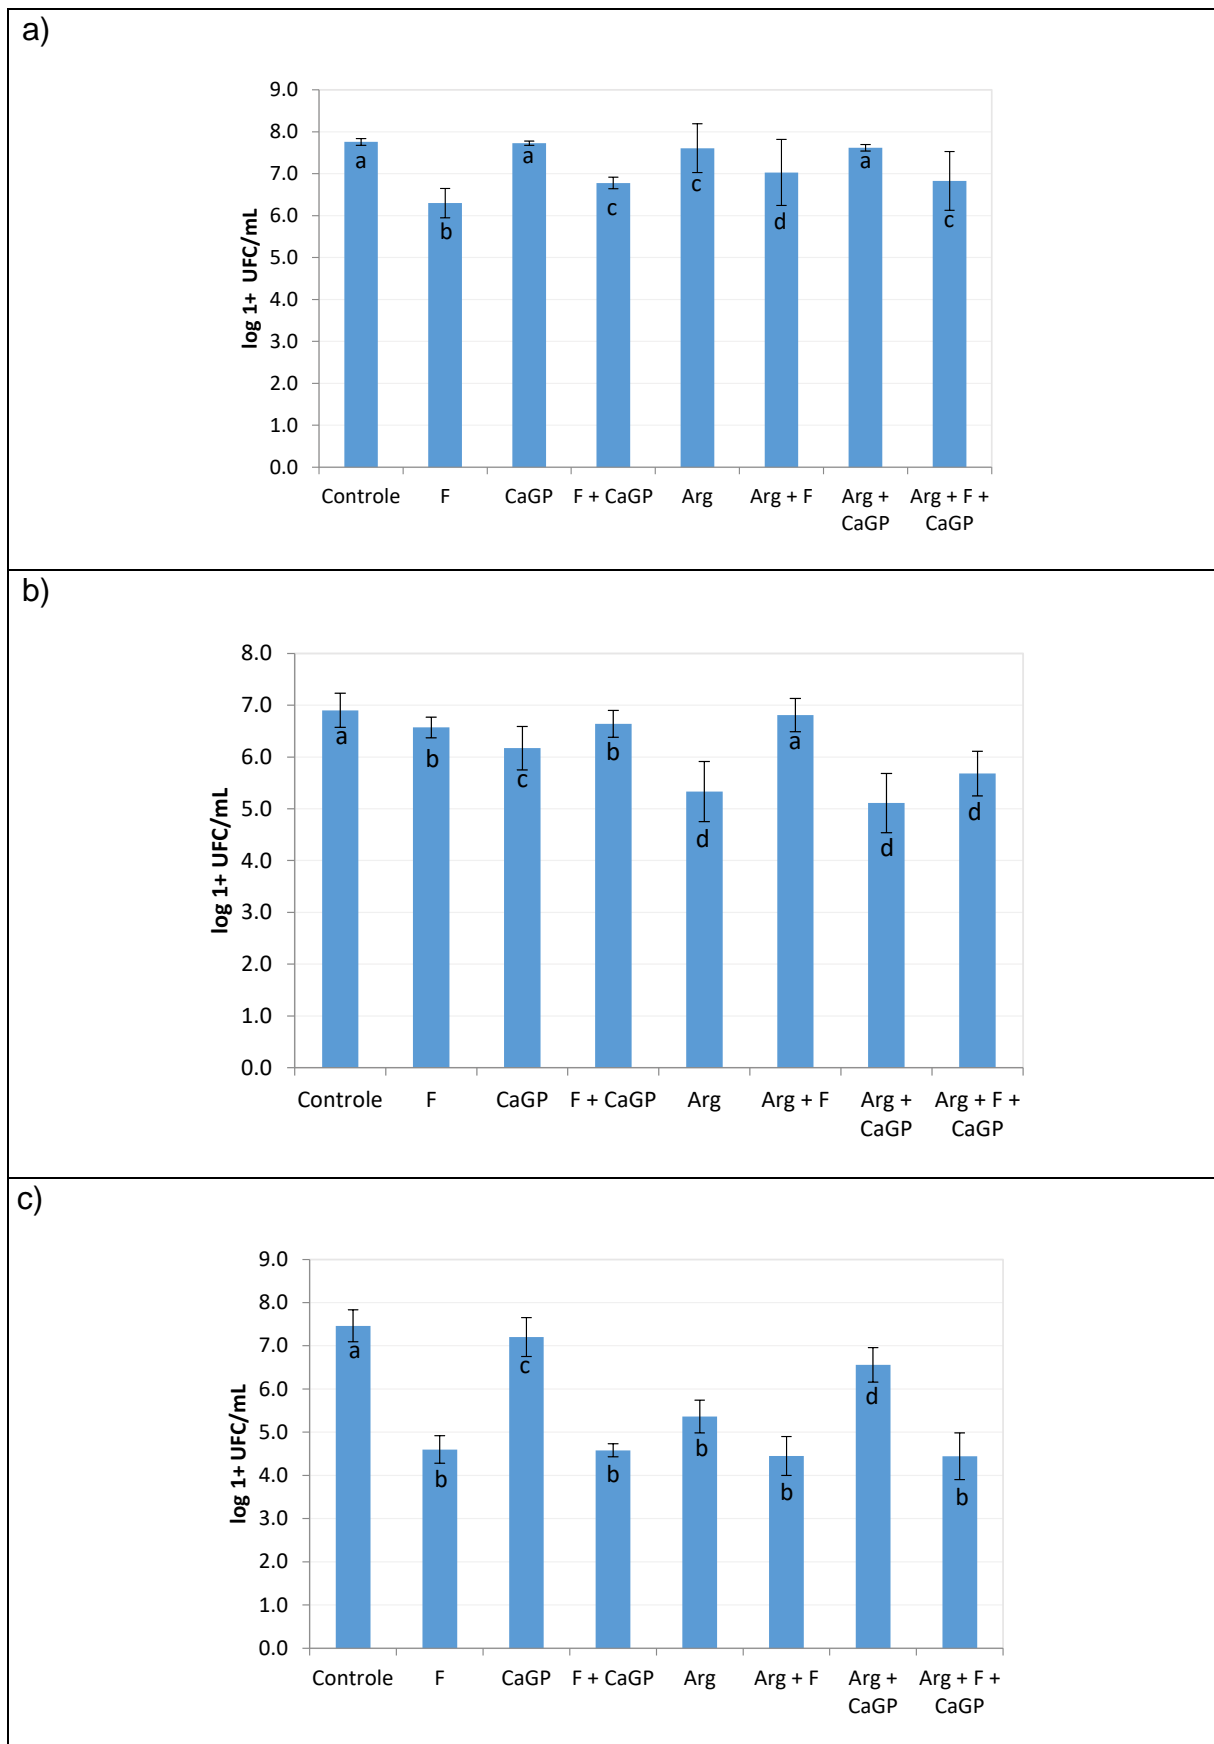 a)
log 1+ UFC/mL
9.0
8.0
7.0
6.0
5.0
4.0
3.0
2.0
1.0
0.0
a
b
a
c
c
d
a
c
Controle F CaGP F + CaGP Arg Arg + F Arg + Arg + F +
CaGP CaGP
b)
log 1+ UFC/mL
8.0
7.0
6.0
5.0
4.0
3.0
2.0
1.0
0.0
a
b
c
b
d
a
d
d
Controle F CaGP F + CaGP Arg Arg + F Arg + Arg + F +
CaGP CaGP
c)
log 1+ UFC/mL
9.0
8.0
7.0
6.0
5.0
4.0
3.0
2.0
1.0
0.0
a
b
c
b
b
b
d
b
Controle F CaGP F + CaGP Arg Arg + F Arg + Arg + F +
CaGP CaGP